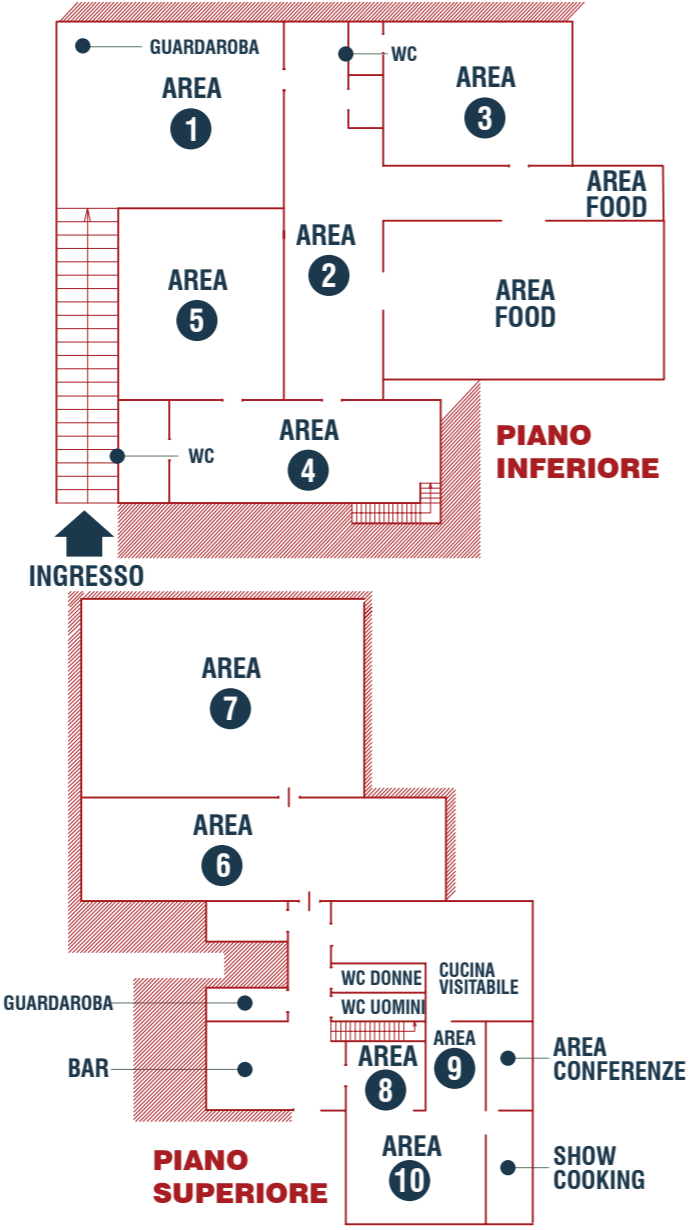 GUARDAROBA
WC
AREA
1
AREA
3
AREA
FOOD
AREA
2
AREA
5
AREA
FOOD
AREA
4
WC
PIANO
INFERIORE
INGRESSO
AREA
7
AREA
6
WC DONNE
CUCINA
VISITABILE
GUARDAROBA
WC UOMINI
BAR
AREA
8
AREA
9
AREA
CONFERENZE
AREA
10
PIANO
SUPERIORE
SHOW
COOKING